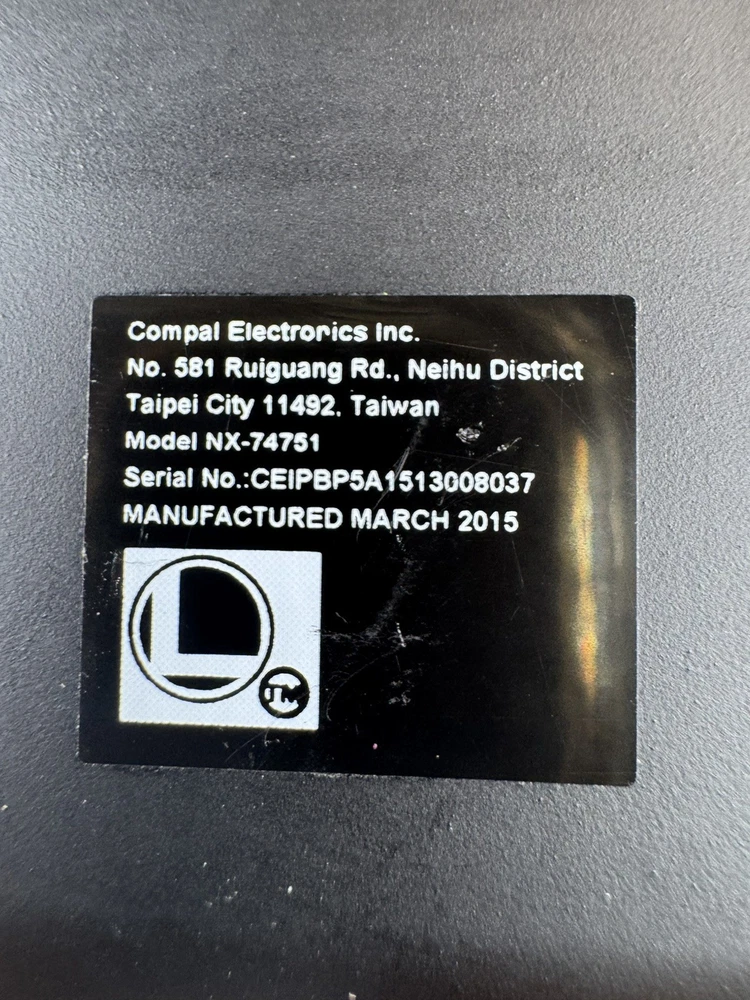 Compal Electronics Inc.
No. 581 Ruiguang Rd., Neihu District
Taipei City 11492, Taiwan
Model NX-74751
Serial No.:CEIPBP5A1513008037
MANUFACTURED MARCH 2015
L
TM